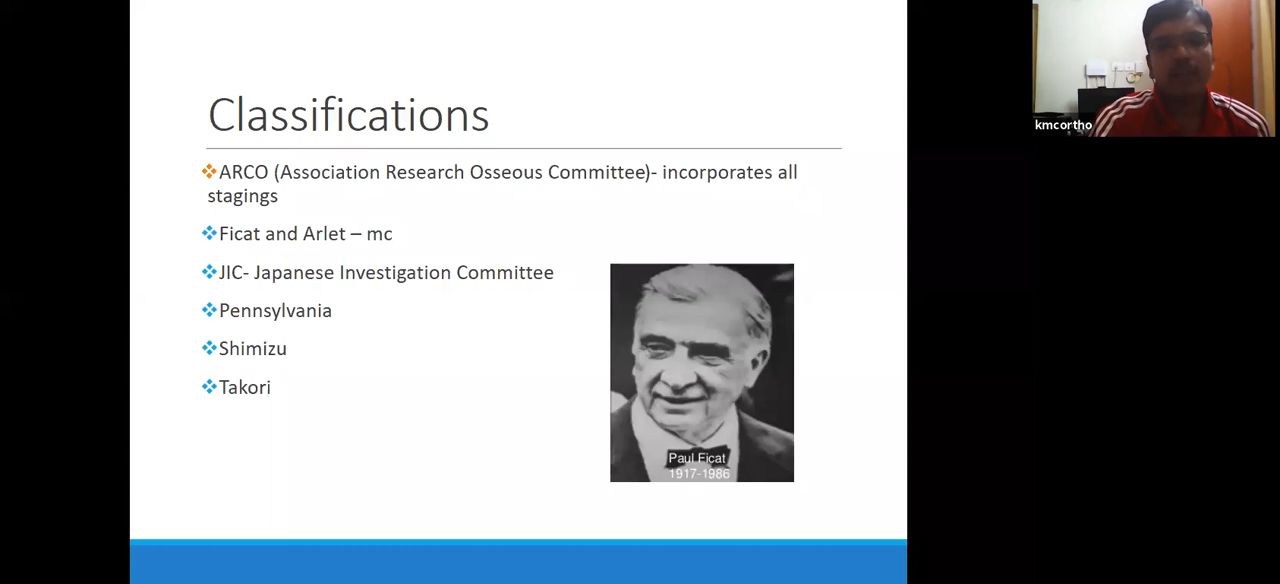 Classifications
ARCO (Association Research Osseous Committee)- incorporates all
stagings
Ficat and Arlet – mc
JIC- Japanese Investigation Committee
Pennsylvania
Shimizu
Takori
Paul Ficat
1917-1986
kmcortho